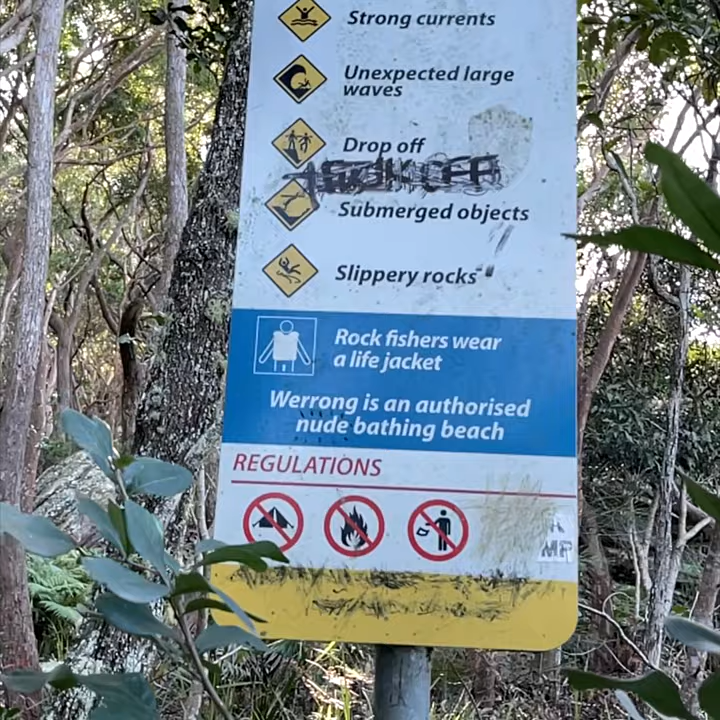 Strong currents
Unexpected large
waves
Drop off
Submerged objects
Slippery rocks
Rock fishers wear
a life jacket
Werrong is an authorised
nude bathing beach
REGULATIONS
MP